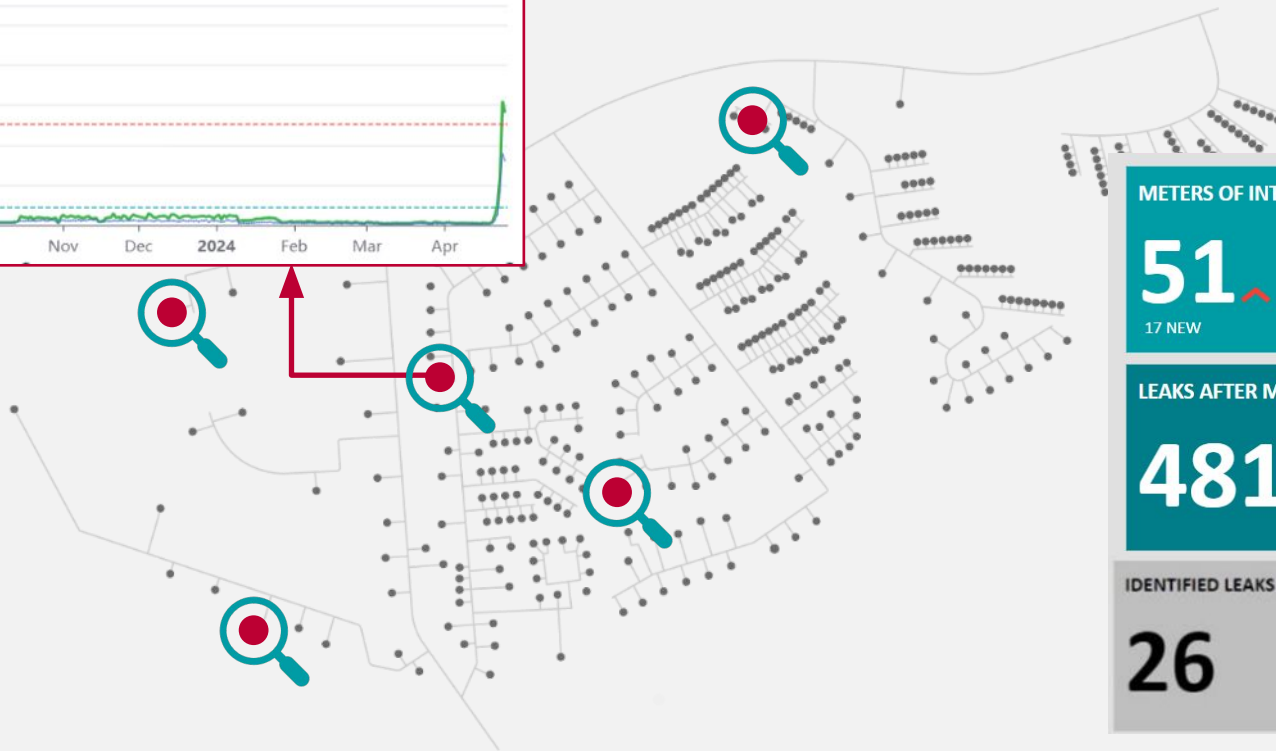 Nov Dec 2024 Feb Mar Apr
METERS OF INT
51
17 NEW
LEAKS AFTER M
481
IDENTIFIED LEAKS
26